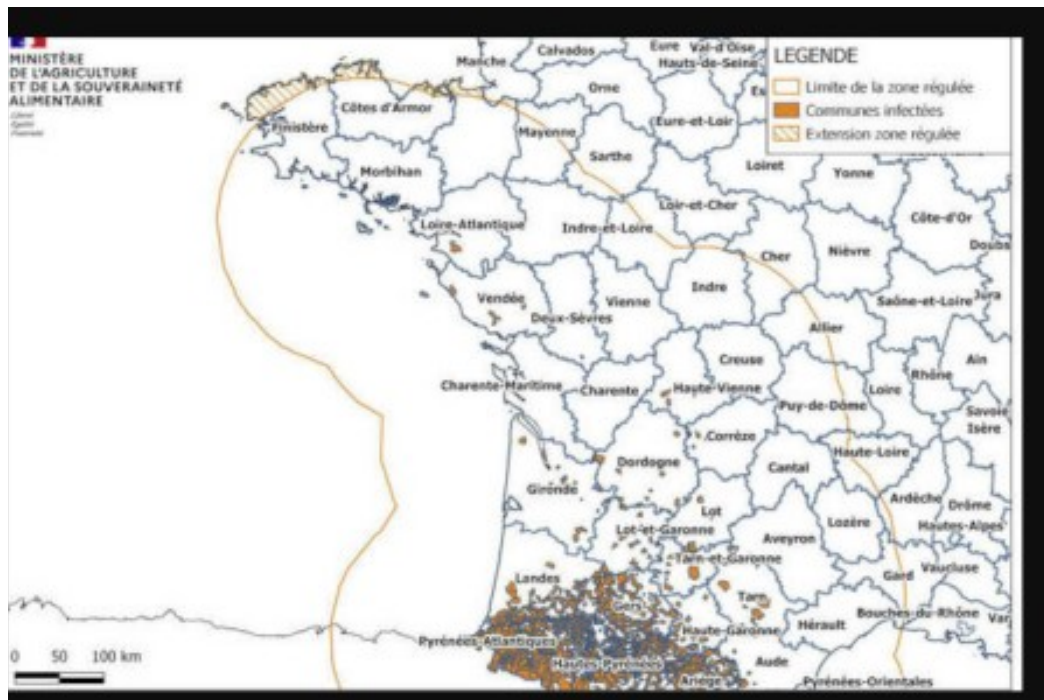 MINISTÈRE
DE L'AGRICULTURE
ET DE LA SOUVERAINETÉ
ALIMENTAIRE
LEGENDE
Limite de la zone régulée
Communes infectées
Extension zone régulée
Calvados
Eure
Val-d'Oise
Hauts-de-Seine
Manche
Orne
Côtes d'Armor
Finistère
Mayenne
Eure-et-Loir
Sarthe
Loiret
Yonne
Morbihan
Loir-et-Cher
Côte-d'Or
Loire-Atlantique
Indre-et-Loire
Cher
Nièvre
Doubs
Vendée
Vienne
Indre
Saône-et-Loire
Jura
Deux-Sèvres
Allier
Charente-Maritime
Charente
Creuse
Haute-Vienne
Rhône
Ain
Loire
Puy-de-Dôme
Savoie
Isère
Corrèze
Haute-Loire
Dordogne
Cantal
Gironde
Lot
Ardèche
Drôme
Lot-et-Garonne
Lozère
Hautes-Alpes
Aveyron
Tarn-et-Garonne
Landes
Gard
Vaucluse
Gers
Tarn
Bouches-du-Rhône
Var
Haute-Garonne
Hérault
Pyrénées-Atlantiques
Hautes-Pyrénées
Aude
Ariège
Pyrénées-Orientales
0 50 100 km